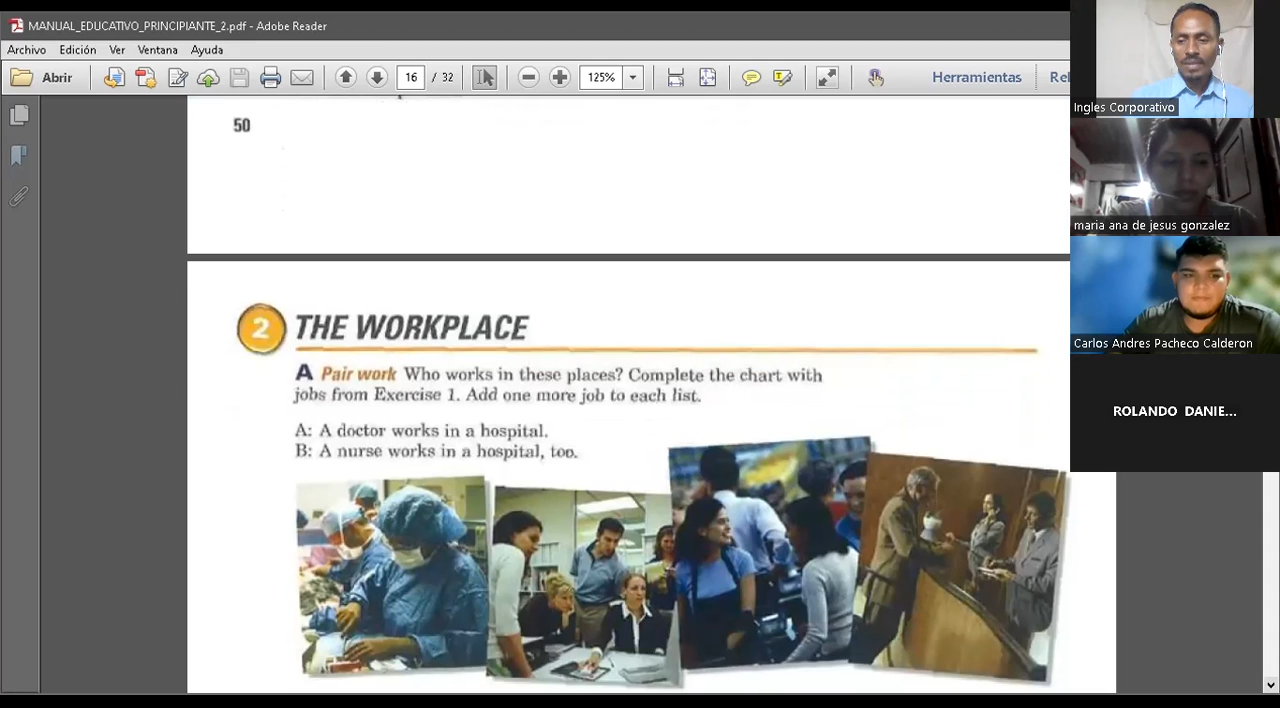 MANUAL_EDUCATIVO_PRINCIPIANTE_2.pdf - Adobe Reader
Archivo Edición Ver Ventana Ayuda
Abrir 16 / 32 125% Herramientas
50
2 THE WORKPLACE
A Pair work Who works in these places? Complete the chart with
jobs from Exercise 1. Add one more job to each list.
A: A doctor works in a hospital.
B: A nurse works in a hospital, too.
Ingles Corporativo
maria ana de jesus gonzalez
Carlos Andres Pacheco Calderon
ROLANDO DANIE...